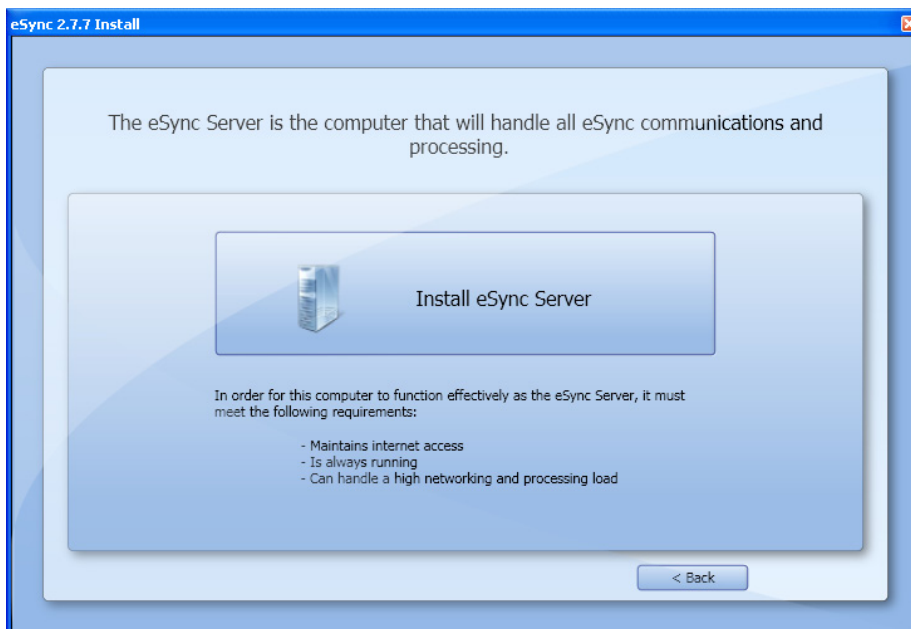 eSync 2.7.7 Install
The eSync Server is the computer that will handle all eSync communications and
processing.
Install eSync Server
In order for this computer to function effectively as the eSync Server, it must
meet the following requirements:
- Maintains internet access
- Is always running
- Can handle a high networking and processing load
< Back